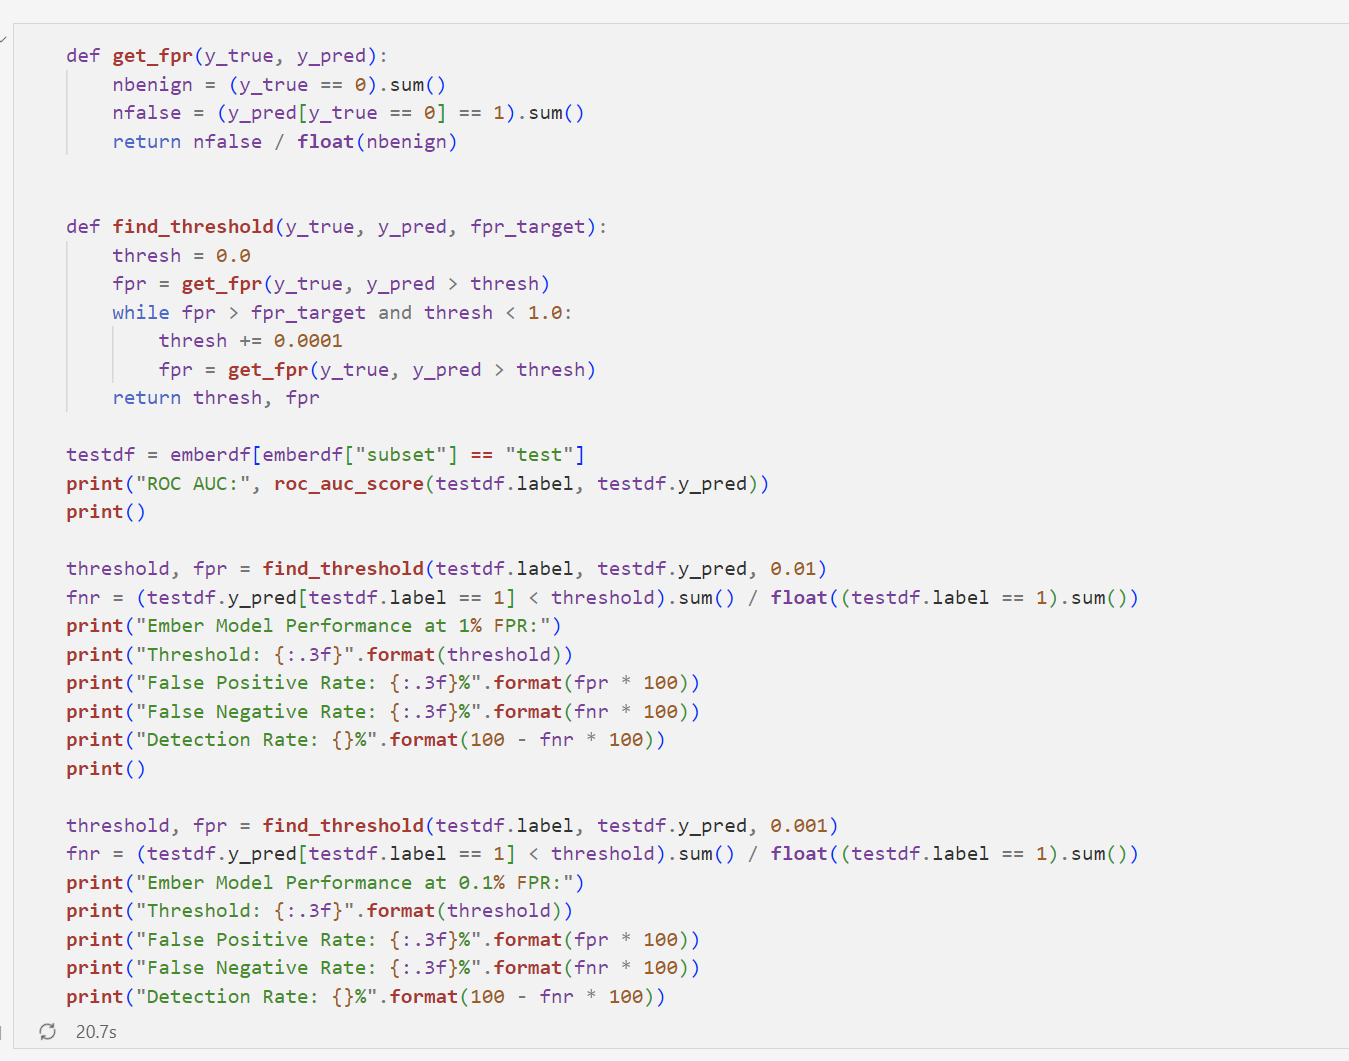 def get_fpr(y_true, y_pred):
    nbenign = (y_true == 0).sum()
    nfalse = (y_pred[y_true == 0] == 1).sum()
    return nfalse / float(nbenign)
def find_threshold(y_true, y_pred, fpr_target):
    thresh = 0.0
    fpr = get_fpr(y_true, y_pred > thresh)
    while fpr > fpr_target and thresh < 1.0:
        thresh += 0.0001
        fpr = get_fpr(y_true, y_pred > thresh)
    return thresh, fpr
testdf = emberdf[emberdf["subset"] == "test"]
print("ROC AUC:", roc_auc_score(testdf.label, testdf.y_pred))
print()
threshold, fpr = find_threshold(testdf.label, testdf.y_pred, 0.01)
fnr = (testdf.y_pred[testdf.label == 1] < threshold).sum() / float((testdf.label == 1).sum())
print("Ember Model Performance at 1% FPR:")
print("Threshold: {:.3f}".format(threshold))
print("False Positive Rate: {:.3f}%".format(fpr * 100))
print("False Negative Rate: {:.3f}%".format(fnr * 100))
print("Detection Rate: {}%".format(100 - fnr * 100))
print()
threshold, fpr = find_threshold(testdf.label, testdf.y_pred, 0.001)
fnr = (testdf.y_pred[testdf.label == 1] < threshold).sum() / float((testdf.label == 1).sum())
print("Ember Model Performance at 0.1% FPR:")
print("Threshold: {:.3f}".format(threshold))
print("False Positive Rate: {:.3f}%".format(fpr * 100))
print("False Negative Rate: {:.3f}%".format(fnr * 100))
print("Detection Rate: {}%".format(100 - fnr * 100))
20.7s